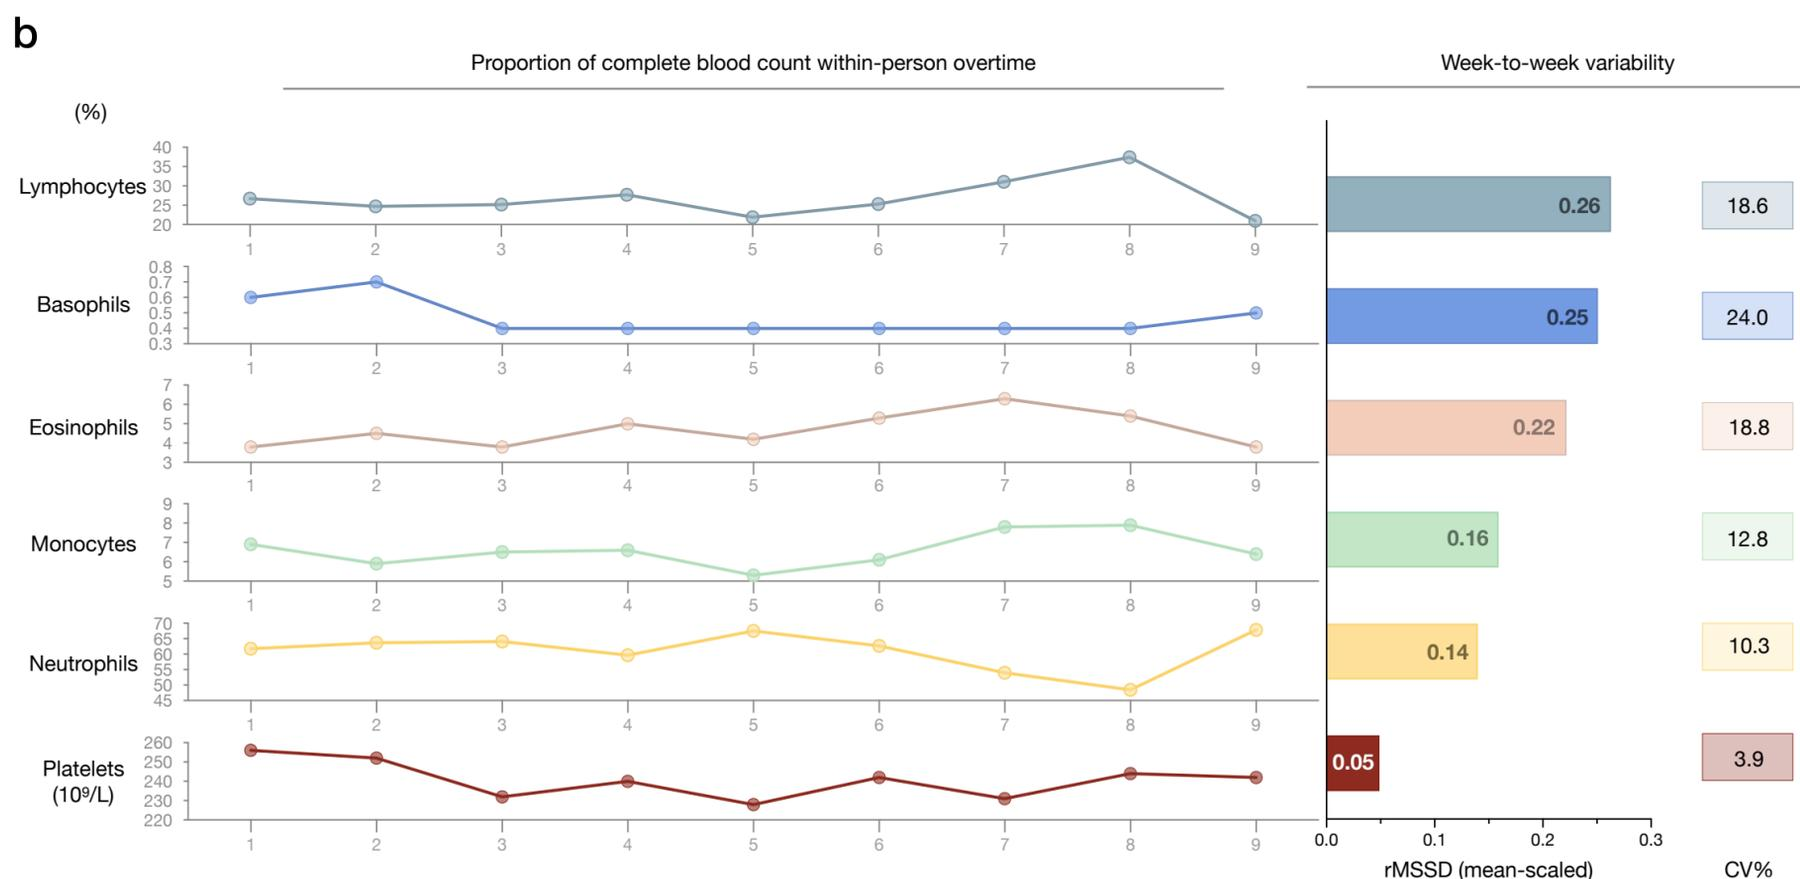 b
Proportion of complete blood count within-person overtime
Week-to-week variability
(%)
Lymphocytes
40
35
30
25
20
1 2 3 4 5 6 7 8 9
0.26
18.6
Basophils
0.8
0.7
0.6
0.5
0.4
0.3
1 2 3 4 5 6 7 8 9
0.25
24.0
Eosinophils
7
6
5
4
3
1 2 3 4 5 6 7 8 9
0.22
18.8
Monocytes
9
8
7
6
5
1 2 3 4 5 6 7 8 9
0.16
12.8
Neutrophils
70
65
60
55
50
45
1 2 3 4 5 6 7 8 9
0.14
10.3
Platelets
(10⁹/L)
260
250
240
230
220
1 2 3 4 5 6 7 8 9
0.05
3.9
0.0 0.1 0.2 0.3
rMSSD (mean-scaled)
CV%